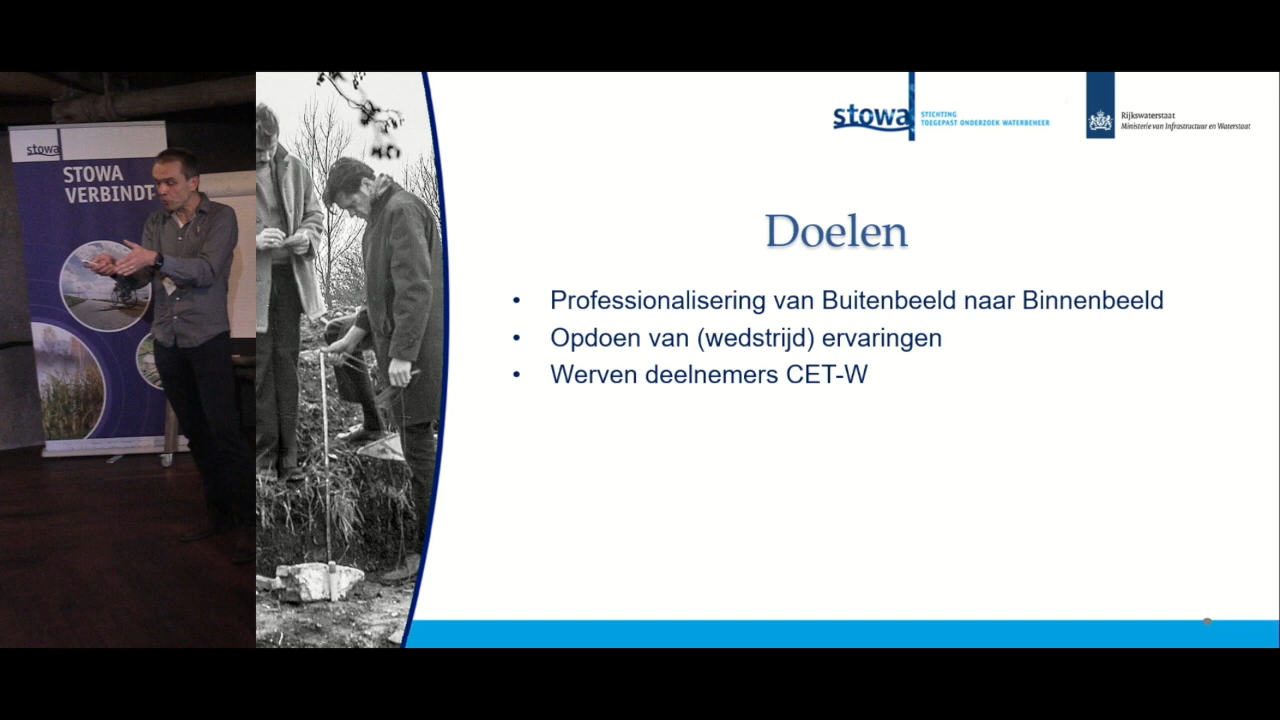 stowa
STOWA
VERBINDT
stowa
STICHTING
TOEGEPAST ONDERZOEK WATERBEHEER
Rijkswaterstaat
Ministerie van Infrastructuur en Waterstaat
Doelen
• Professionalisering van Buitenbeeld naar Binnenbeeld
• Opdoen van (wedstrijd) ervaringen
• Werven deelnemers CET-W